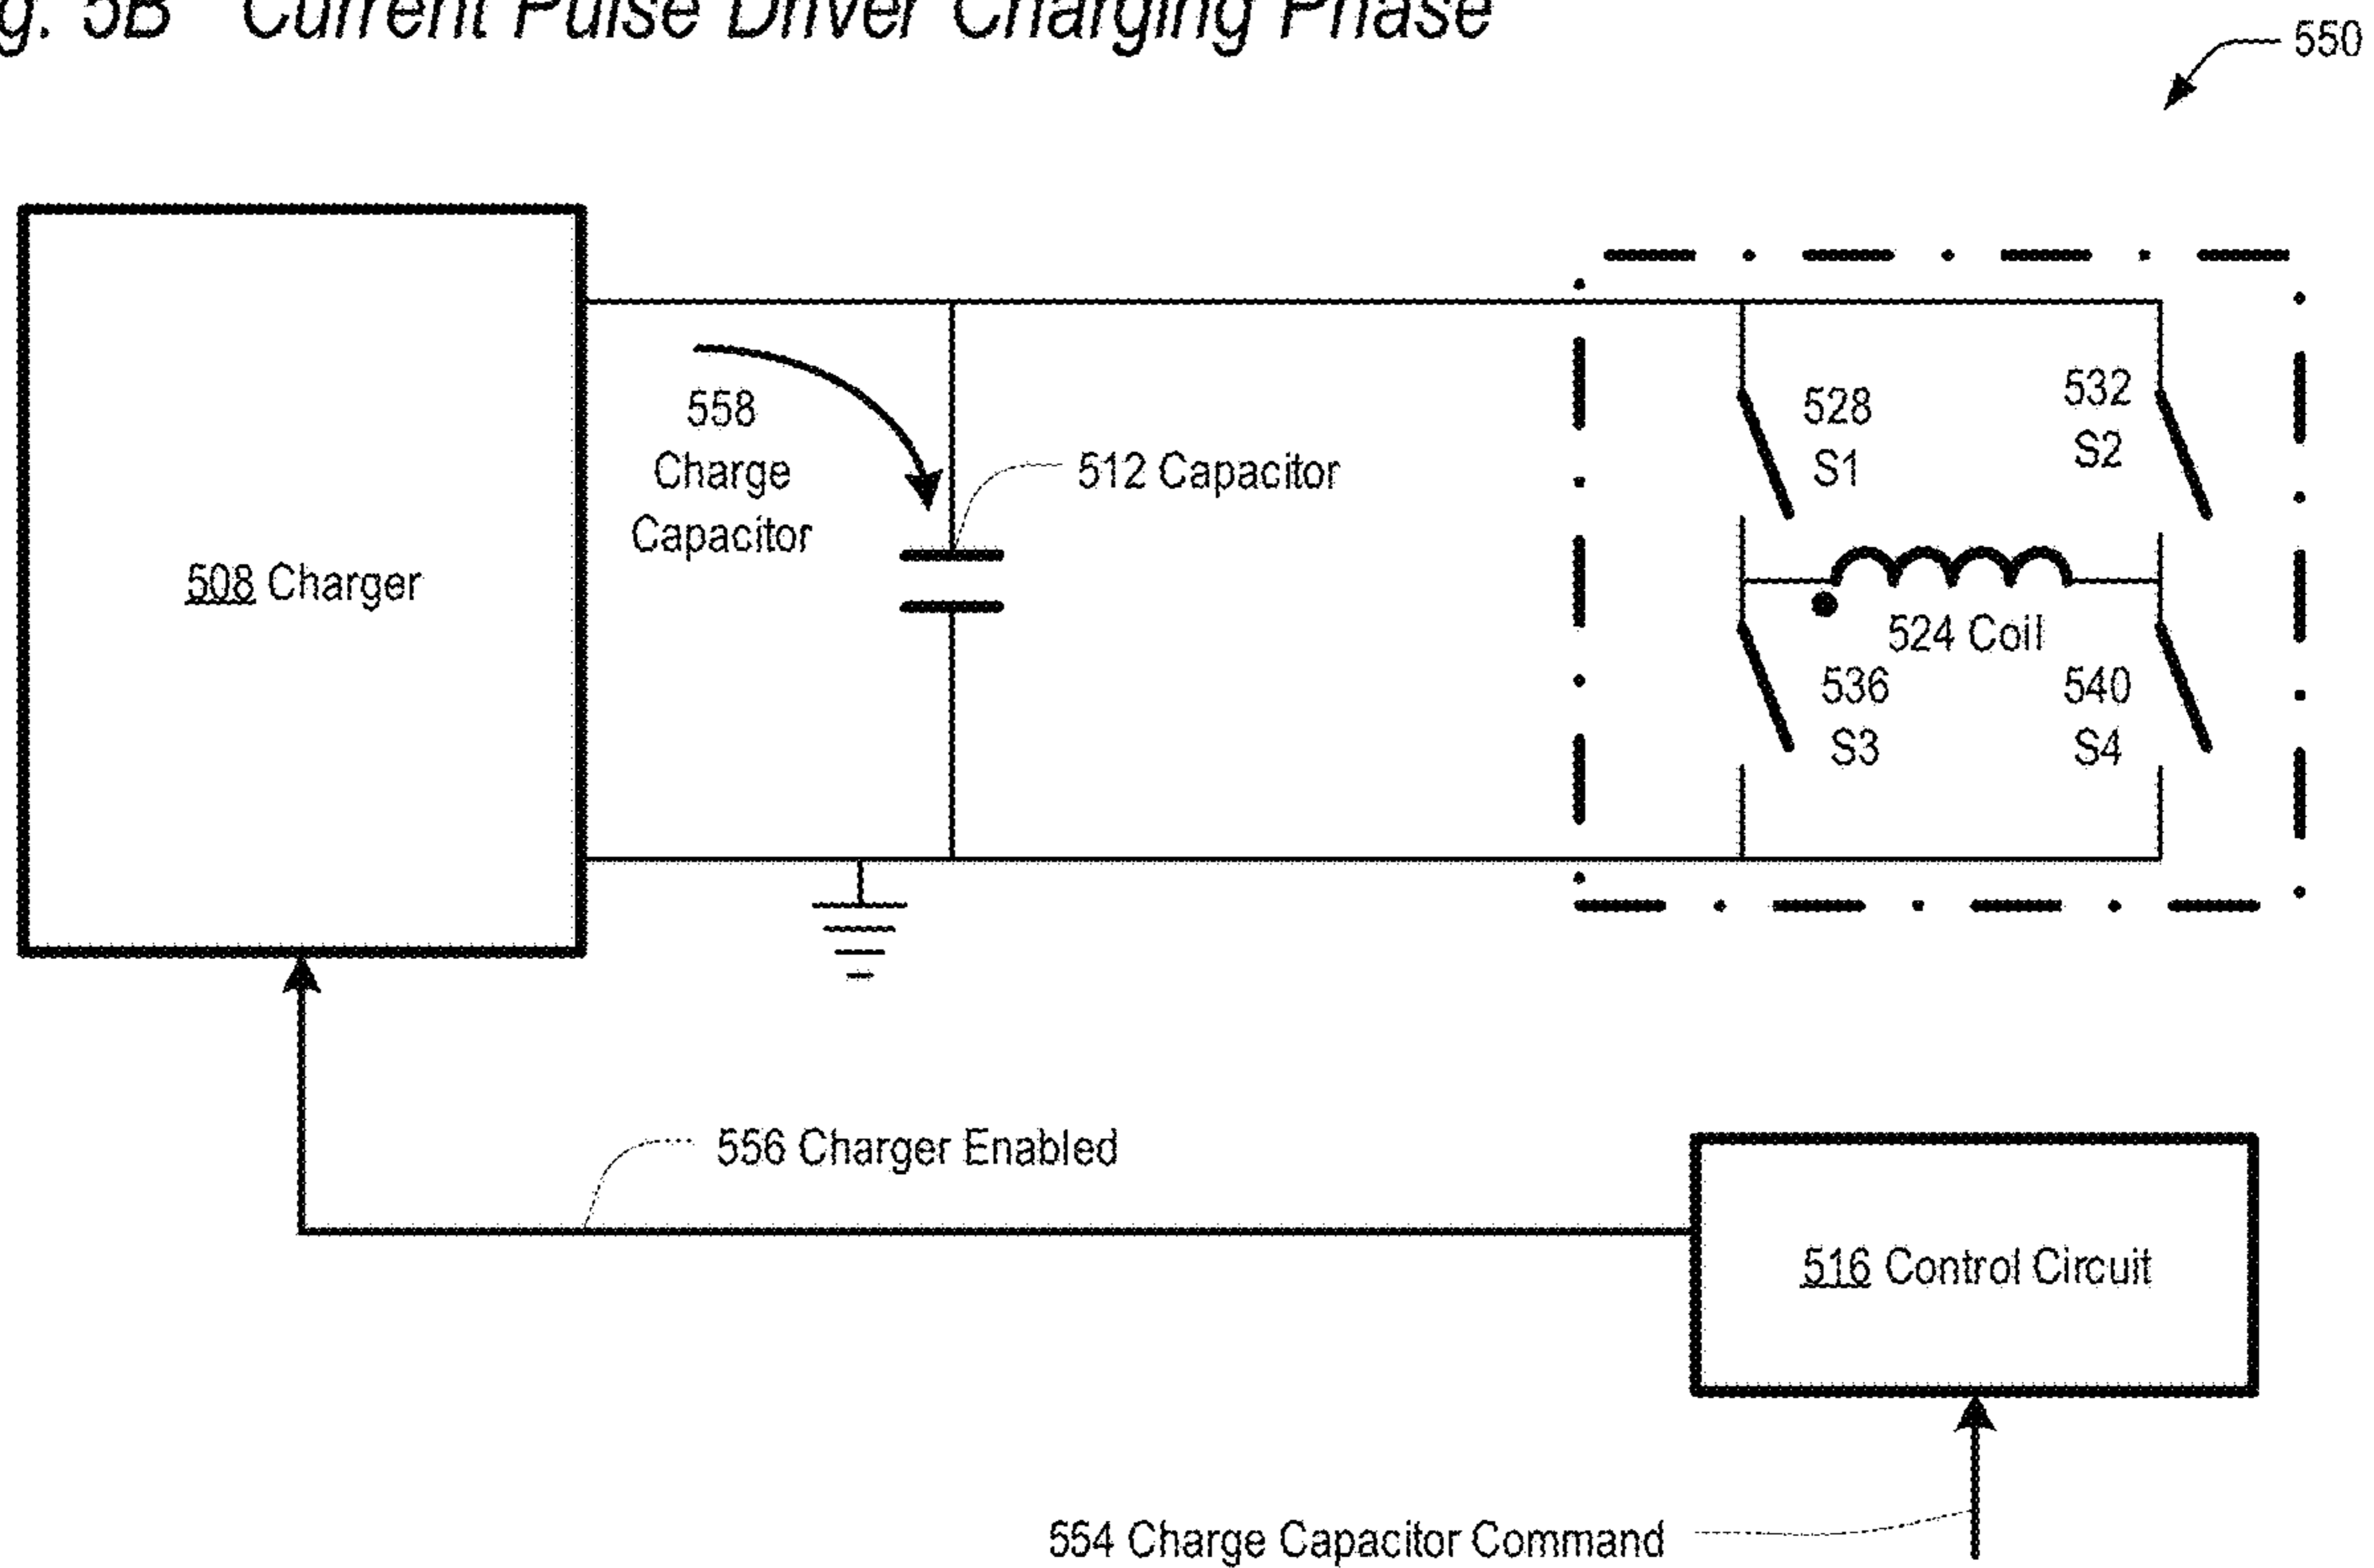 g. 5B Current Pulse Driver Charging Phase
550
558
Charge
Capacitor
512 Capacitor
528
S1
532
S2
508 Charger
524 Coil
536
S3
540
S4
556 Charger Enabled
516 Control Circuit
554 Charge Capacitor Command